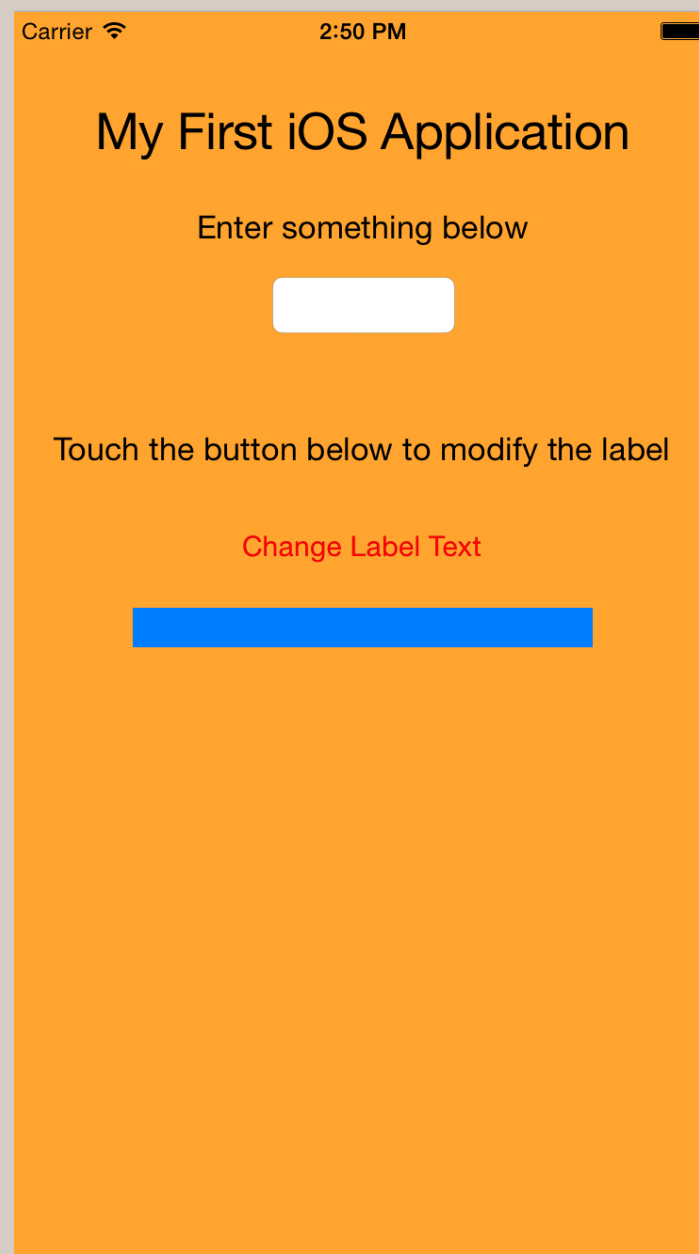 Carrier 2:50 PM
My First iOS Application
Enter something below
Touch the button below to modify the label
Change Label Text